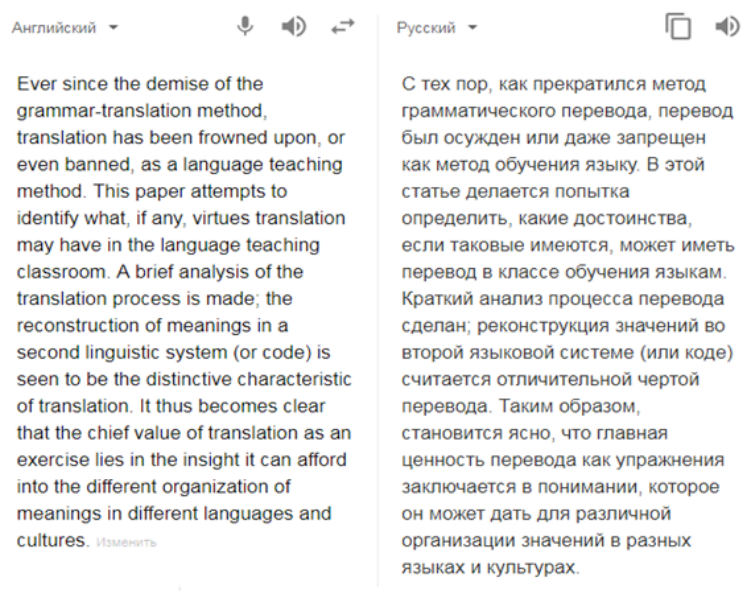 Английский
Русский
Ever since the demise of the
grammar-translation method,
translation has been frowned upon, or
even banned, as a language teaching
method. This paper attempts to
identify what, if any, virtues translation
may have in the language teaching
classroom. A brief analysis of the
translation process is made; the
reconstruction of meanings in a
second linguistic system (or code) is
seen to be the distinctive characteristic
of translation. It thus becomes clear
that the chief value of translation as an
exercise lies in the insight it can afford
into the different organization of
meanings in different languages and
cultures. Изменить
С тех пор, как прекратился метод
грамматического перевода, перевод
был осужден или даже запрещен
как метод обучения языку. В этой
статье делается попытка
определить, какие достоинства,
если таковые имеются, может иметь
перевод в классе обучения языкам.
Краткий анализ процесса перевода
сделан; реконструкция значений во
второй языковой системе (или коде)
считается отличительной чертой
перевода. Таким образом,
становится ясно, что главная
ценность перевода как упражнения
заключается в понимании, которое
он может дать для различной
организации значений в разных
языках и культурах.